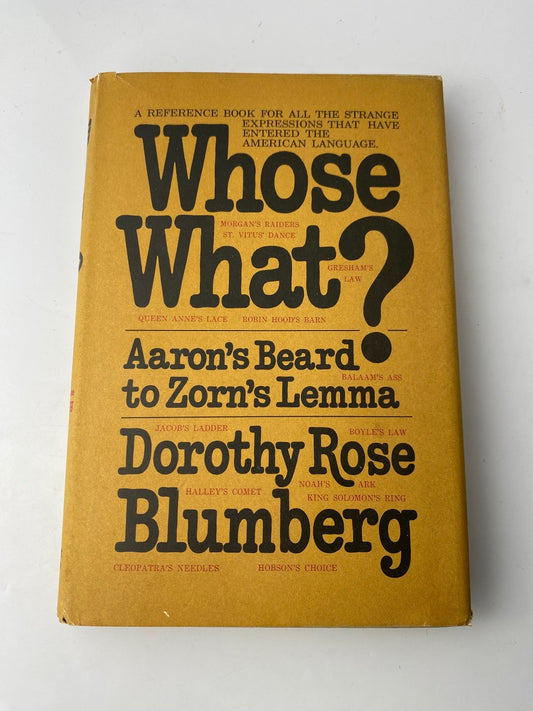 A REFERENCE BOOK FOR ALL THE STRANGE
EXPRESSIONS THAT HAVE
ENTERED THE
AMERICAN LANGUAGE.
Whose
MORGAN'S RAIDERS
ST. VITUS' DANCE
What?
GRESHAM'S
LAW
QUEEN ANNE'S LACE ROBIN HOOD'S BARN
Aaron's Beard
BALAAM'S ASS
to Zorn's Lemma
JACOB'S LADDER BOYLE'S LAW
Dorothy Rose
NOAH'S ARK
HALLEY'S COMET KING SOLOMON'S RING
Blumberg
CLEOPATRA'S NEEDLES HOBSON'S CHOICE